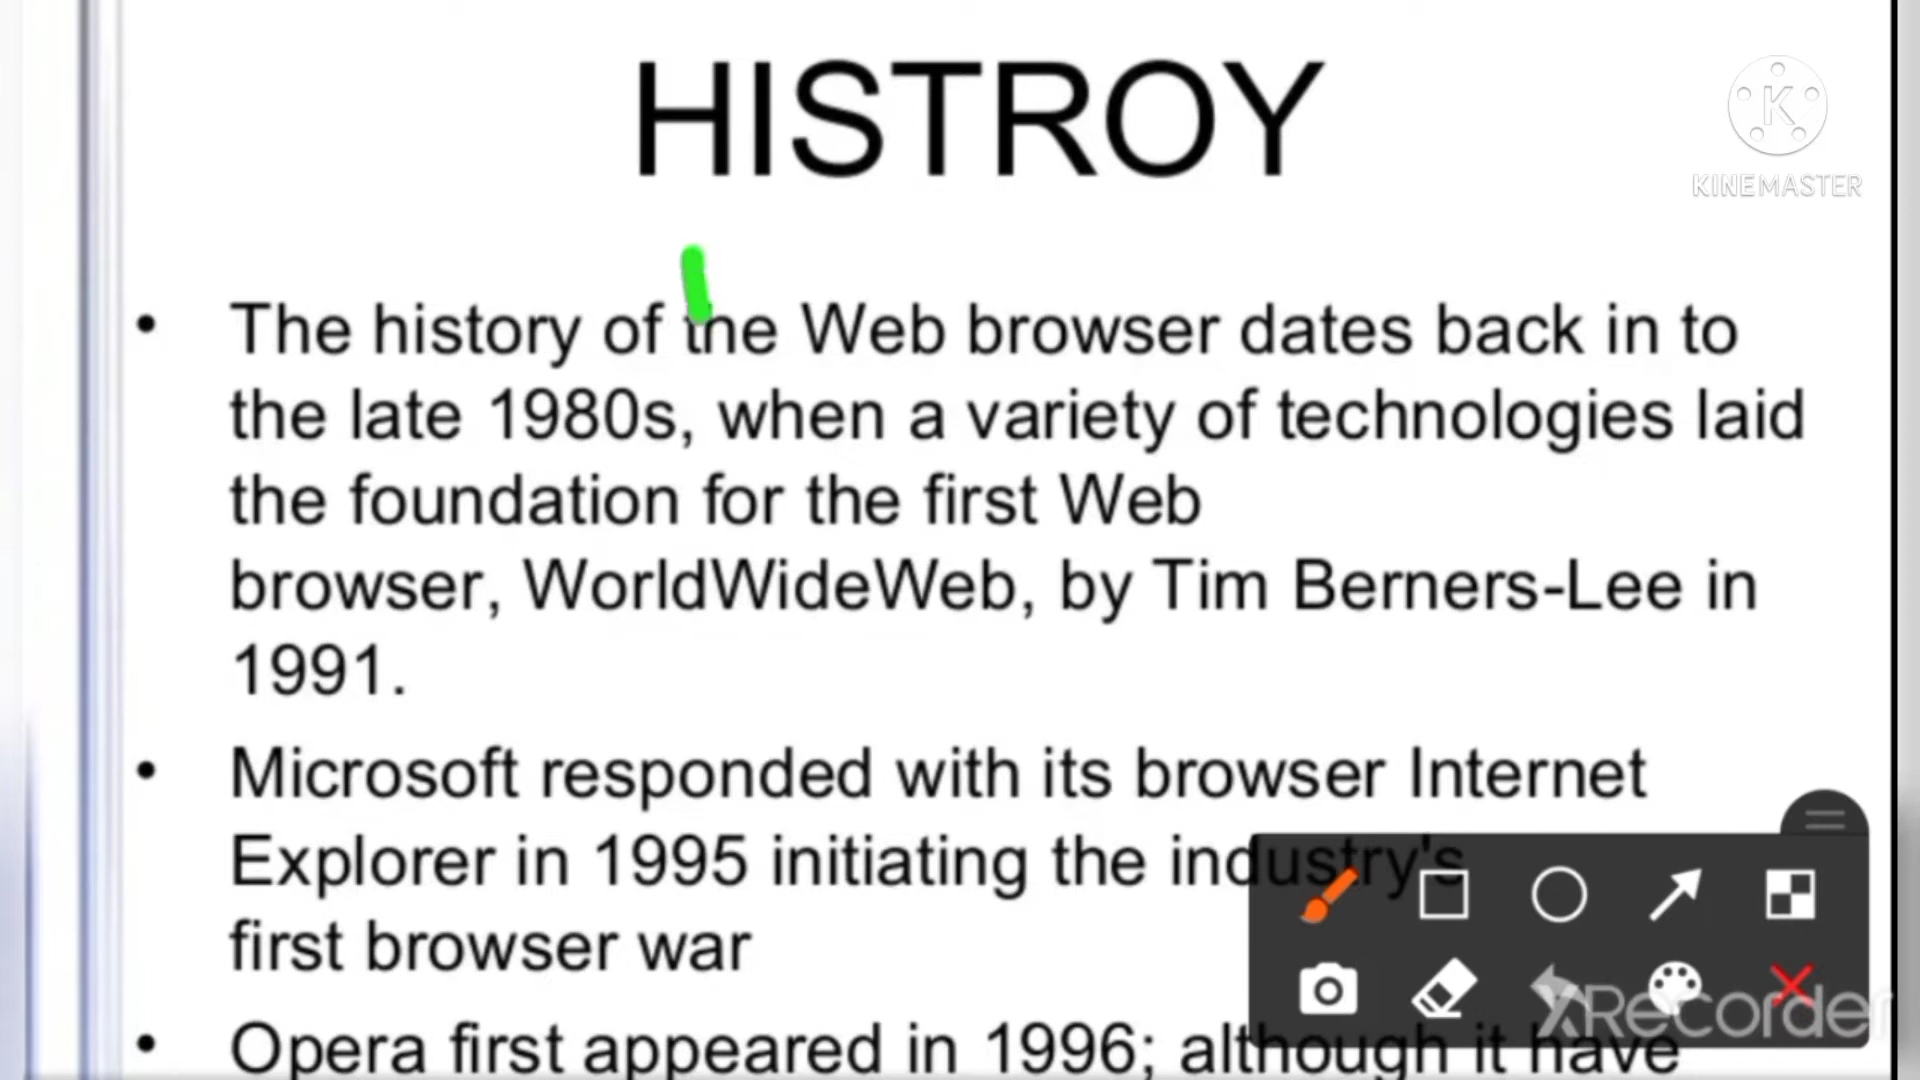 HISTROY
K
KINEMASTER
• The history of the Web browser dates back in to
the late 1980s, when a variety of technologies laid
the foundation for the first Web
browser, WorldWideWeb, by Tim Berners-Lee in
1991.
• Microsoft responded with its browser Internet
Explorer in 1995 initiating the industry's
first browser war
XRecorder
• Opera first appeared in 1996; although it have